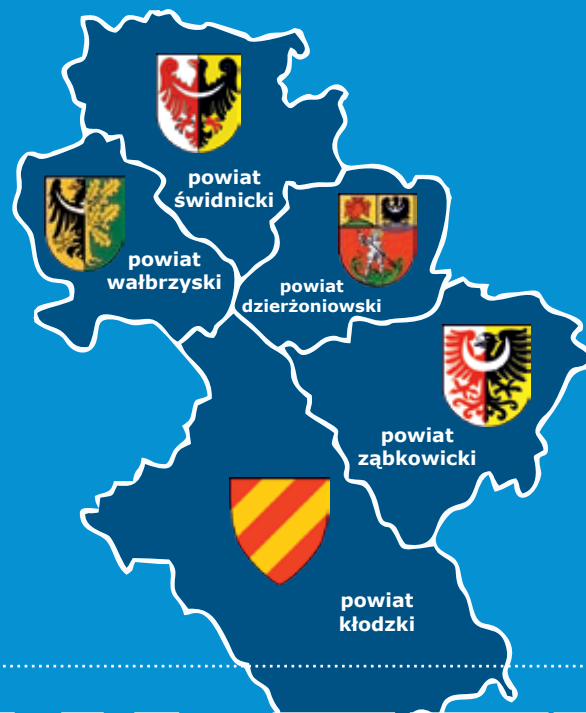 powiat
świdnicki
powiat
wałbrzyski
powiat
dzierżoniowski
powiat
ząbkowicki
powiat
kłodzki